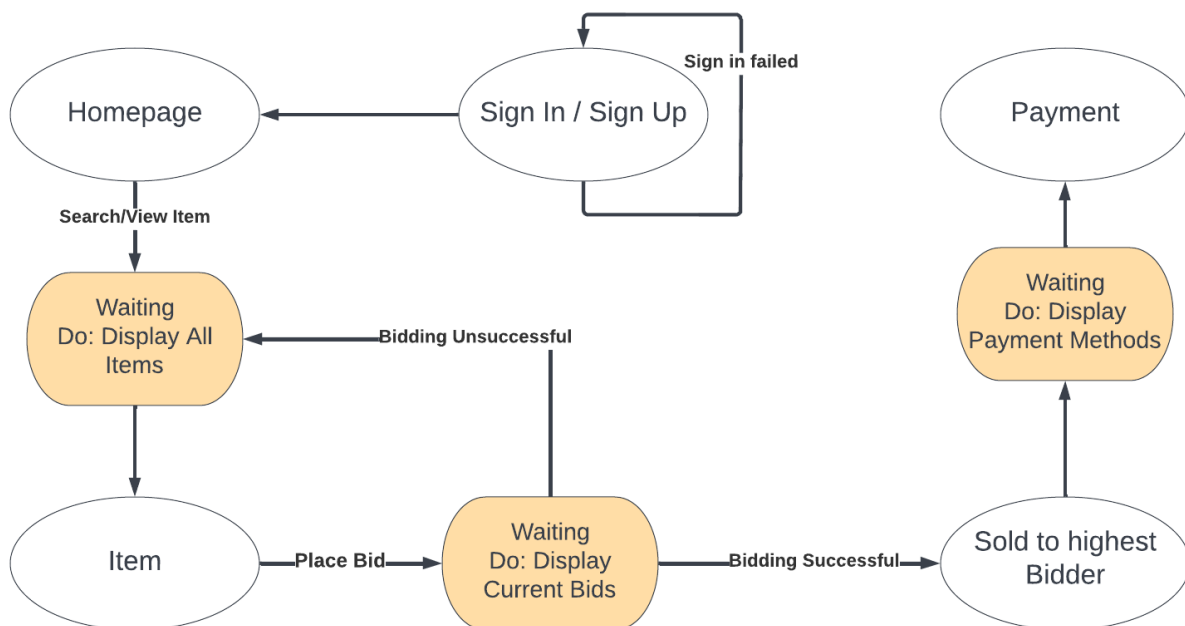 Sign in failed
Homepage
Sign In / Sign Up
Payment
Search/View Item
Waiting
Do: Display All
Items
Bidding Unsuccessful
Waiting
Do: Display
Payment Methods
Item
Place Bid
Waiting
Do: Display
Current Bids
Bidding Successful
Sold to highest
Bidder